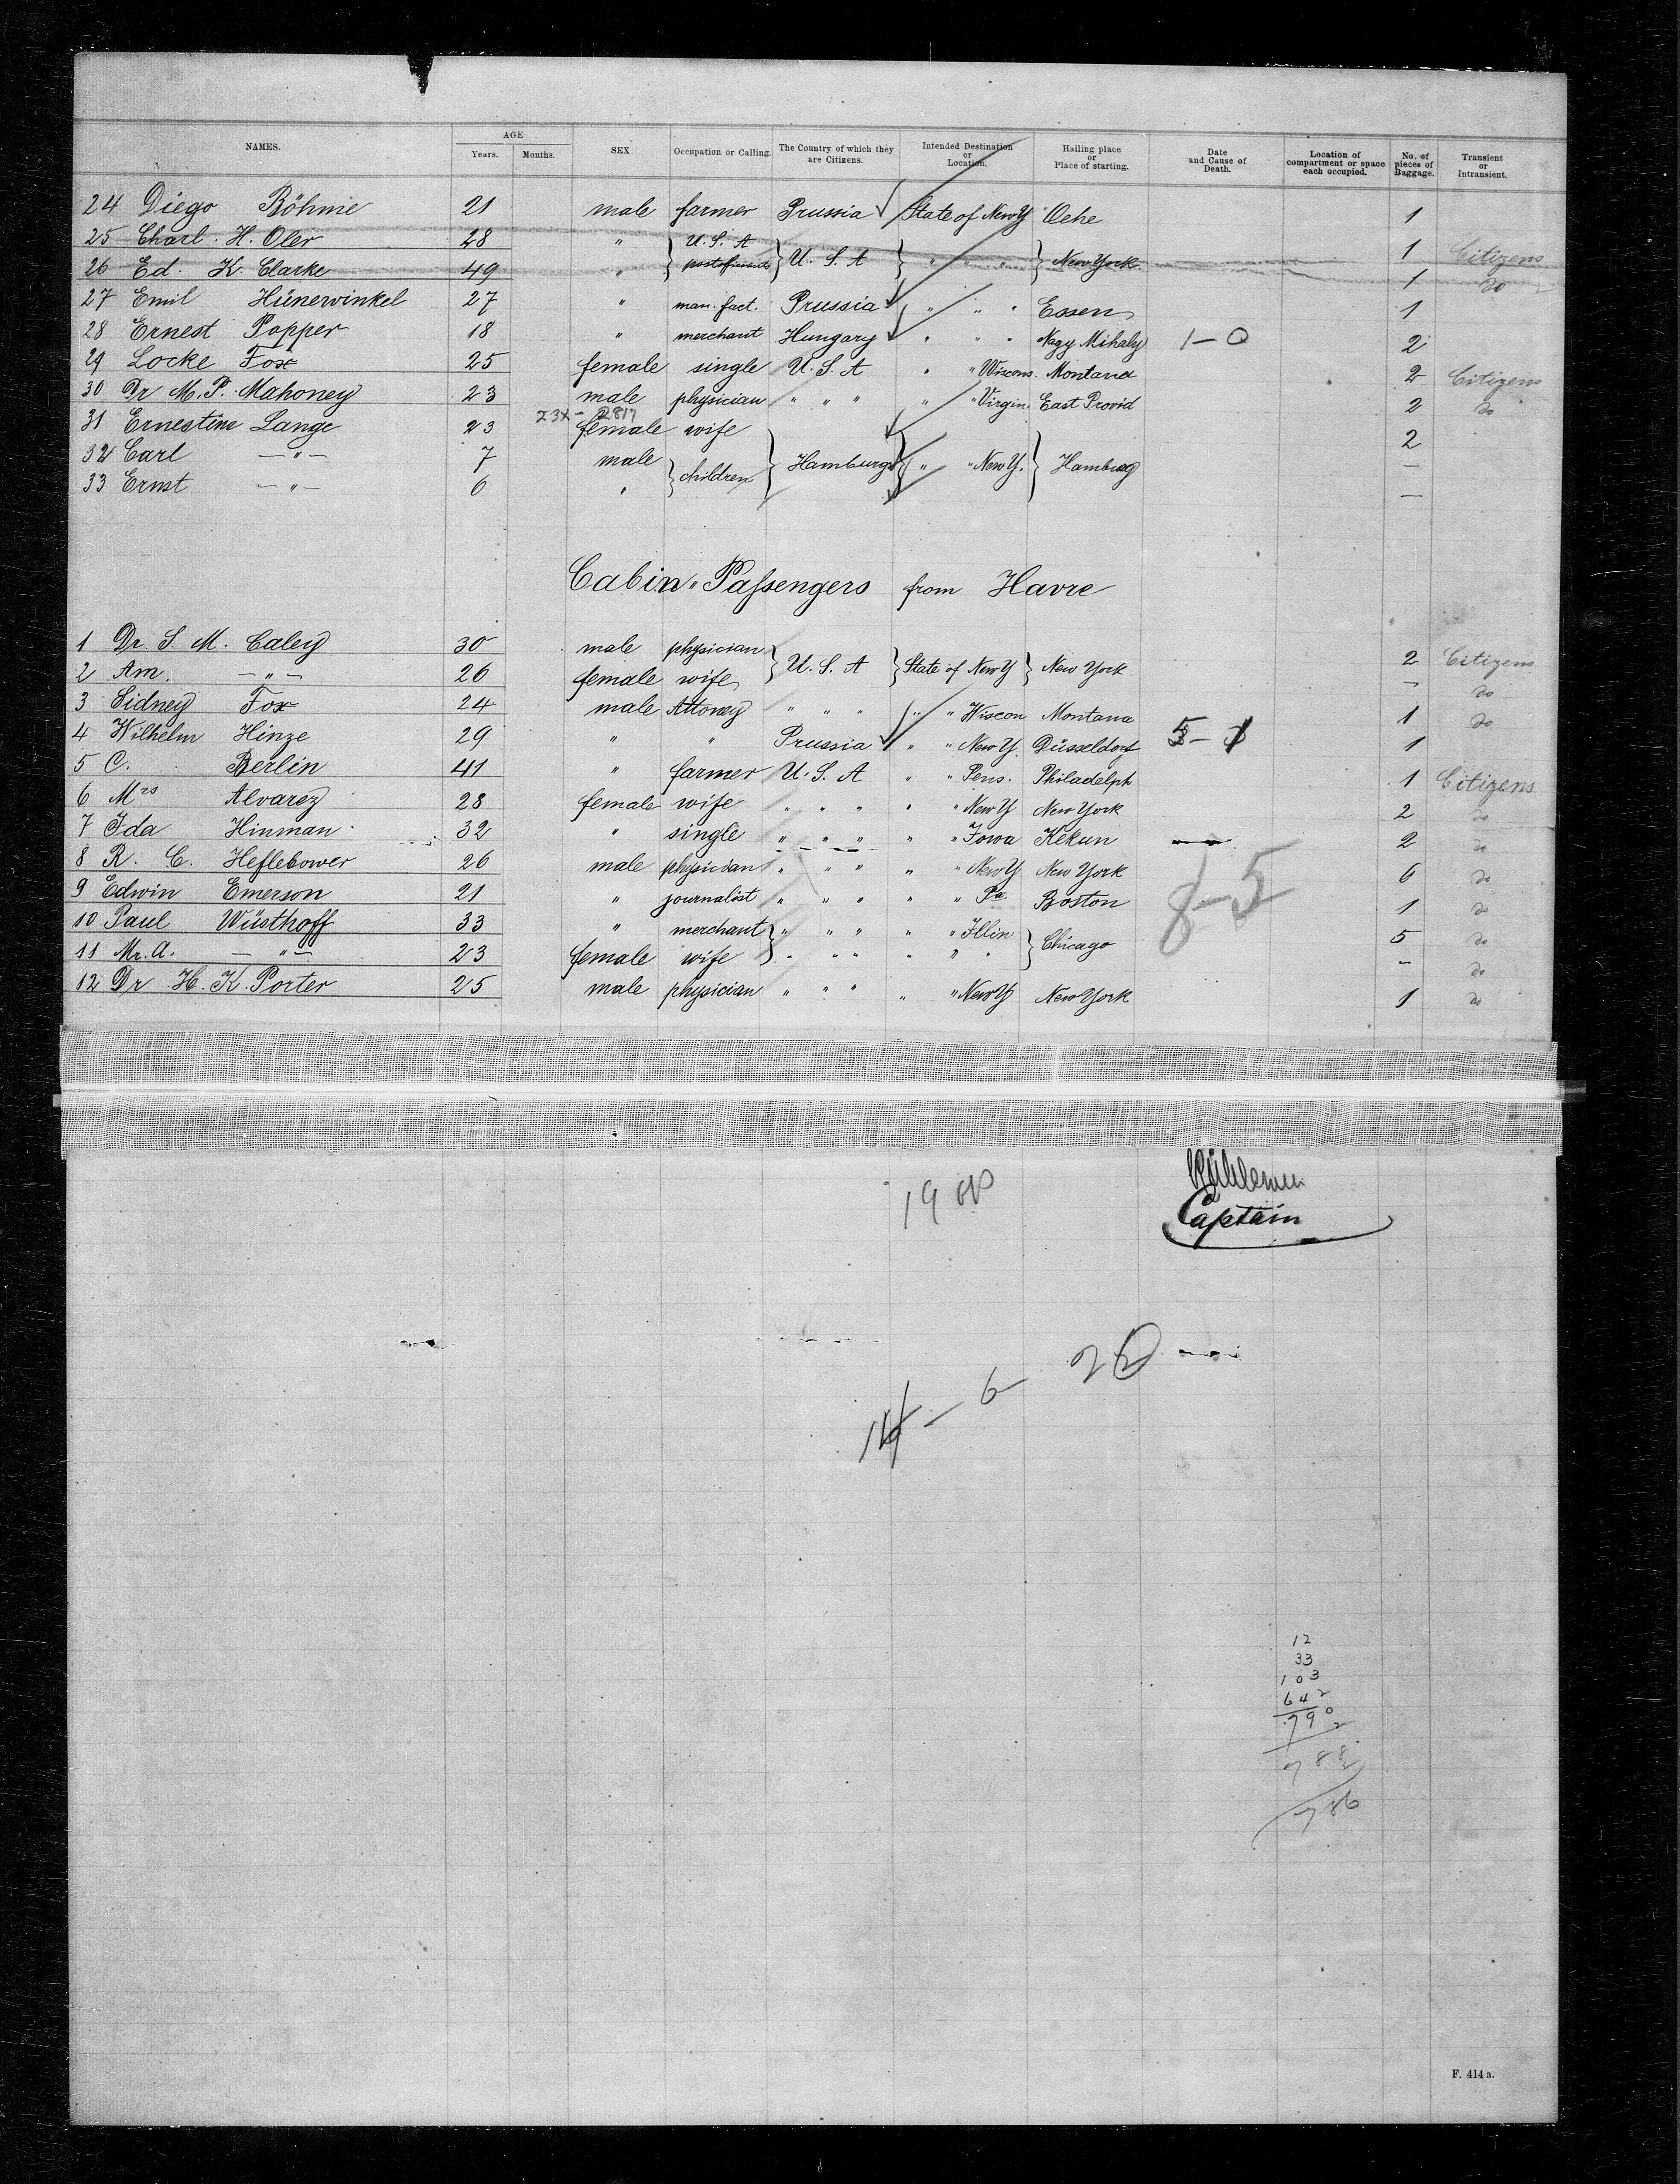 NAMES. AGE Years. Months. SEX Occupation or Calling. The Country of which they are Citizens. Intended Destination or Location. Hailing place or Place of starting. Date and Cause of Death. Location of compartment or space each occupied. No. of pieces of Baggage. Transient or Intransient.
24 Diego Böhme 21 male farmer Prussia State of New Y Oehe 1
25 Charl. H. Oler 28 " U.S.A } U.S.A } " " " } New York 1 Citizens
26 Ed. K. Clarke 49 " 1 do
27 Emil Hünerwinkel 27 " man. fact. Prussia " " " Essen 1
28 Ernest Popper 18 " merchant Hungary " " " Nagy Mihaly 1-0 2
29 Locke Fox 25 female single U.S.A " " Wiscons. Montana 2 Citizens
30 Dr M. P. Mahoney 23 male physician " " " " " Virgin. East Provid 2 do
23X - 2817
31 Ernestine Lange 23 female wife 2
32 Carl — " — 7 male } children } Hamburg } " " New Y. } Hamburg —
33 Ernst — " — 6 " —
Cabin-Passengers from Havre
1 Dr. S. M. Caley 30 male physician } U.S.A } State of New Y } New York 2 Citizens
2 Am. — " — 26 female wife — do
3 Sidney Fox 24 male Attoney " " " " " Wiscon Montana 1 do
4 Wilhelm Hinze 29 " " Prussia " " New Y Düsseldorf 1
5 C. Berlin 41 " farmer U.S.A " " Pens. Philadelph 1 Citizens
6 Mrs Alvarez 28 female wife " " " " " New Y New York 2 do
7 Ida Hinman 32 " single " " " " " Iowa Kekun 2 do
8 R. C. Heflebower 26 male physician " " " " " New Y New York 6 do
9 Edwin Emerson 21 " journalist " " " " " Pa Boston 8-5 1 do
10 Paul Wüsthoff 33 " merchant } " " " " " Illin } Chicago 5 do
11 Mr. A. — " — 23 female wife " " " " " " — do
12 Dr H. K. Porter 25 male physician " " " " " New Y New York 1 do
19
Captain
- 6 20
12
33
103
642
790
2
788
786
F. 414 a.